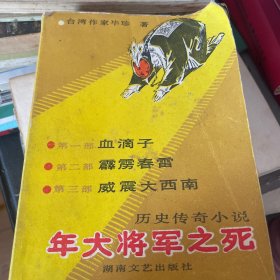 台湾作家毕珍 著
●第一部 血滴子
●第二部 霹雳春雷
●第三部 威震大西南
历史传奇小说
年大将军之死
湖南文艺出版社